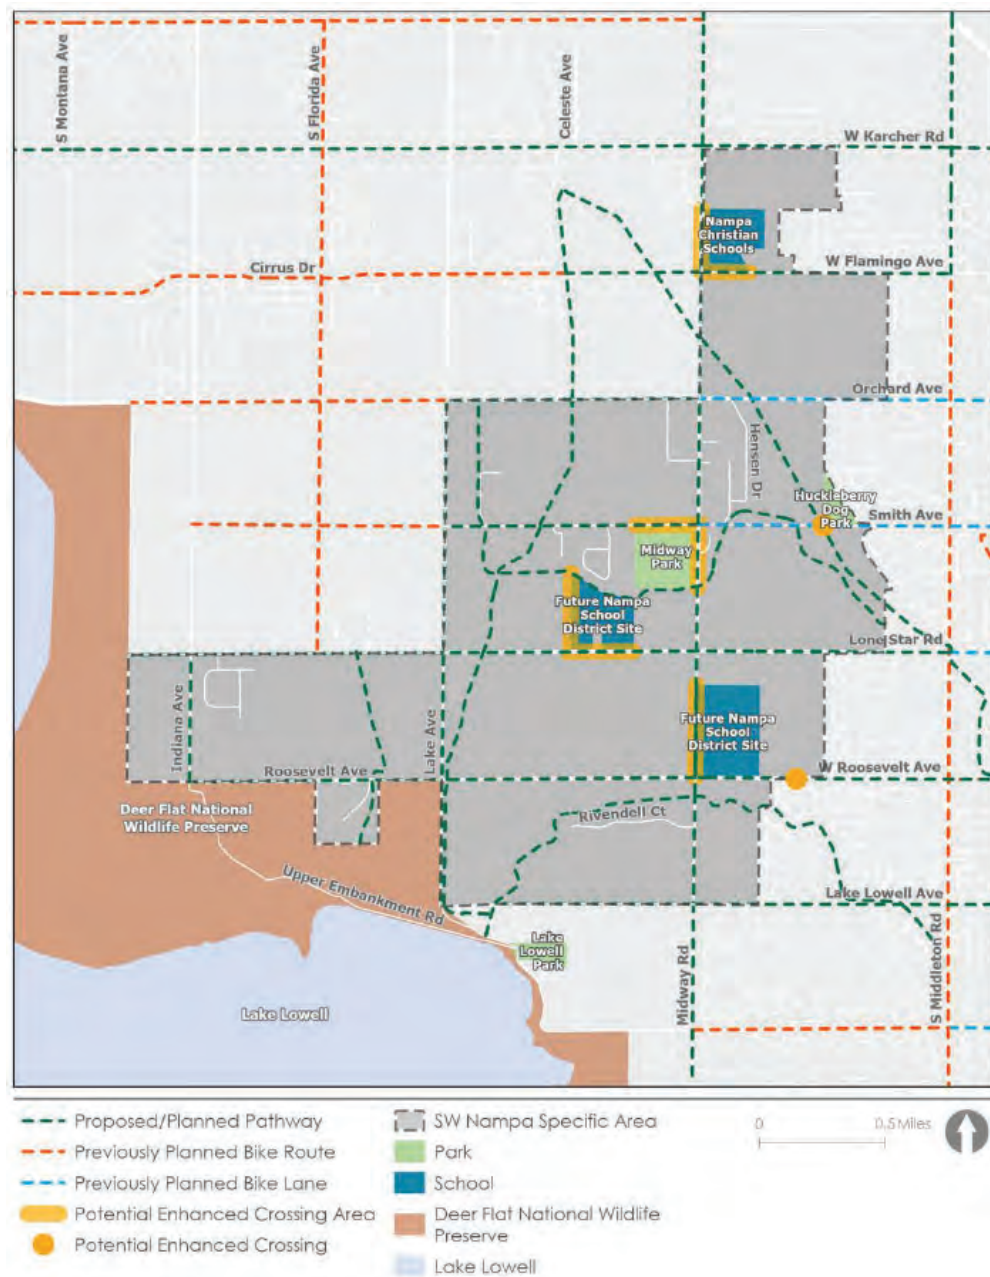 S Montana Ave
S Florida Ave
Celeste Ave
W Karcher Rd
Nampa
Christian
Schools
W Flamingo Ave
Cirrus Dr
Orchard Ave
Hensen Dr
Huckleberry
Dog
Park
Smith Ave
Midway
Park
Future Nampa
School
District Site
Lone Star Rd
Indiana Ave
Lake Ave
Future Nampa
School
District Site
Roosevelt Ave
W Roosevelt Ave
Deer Flat National
Wildlife Preserve
Rivendell Ct
Upper Embankment Rd
Lake Lowell Ave
Lake
Lowell
Park
Midway Rd
S Middleton Rd
Lake Lowell
Proposed/Planned Pathway
Previously Planned Bike Route
Previously Planned Bike Lane
Potential Enhanced Crossing Area
Potential Enhanced Crossing
SW Nampa Specific Area
Park
School
Deer Flat National Wildlife
Preserve
Lake Lowell
0 0.5 Miles